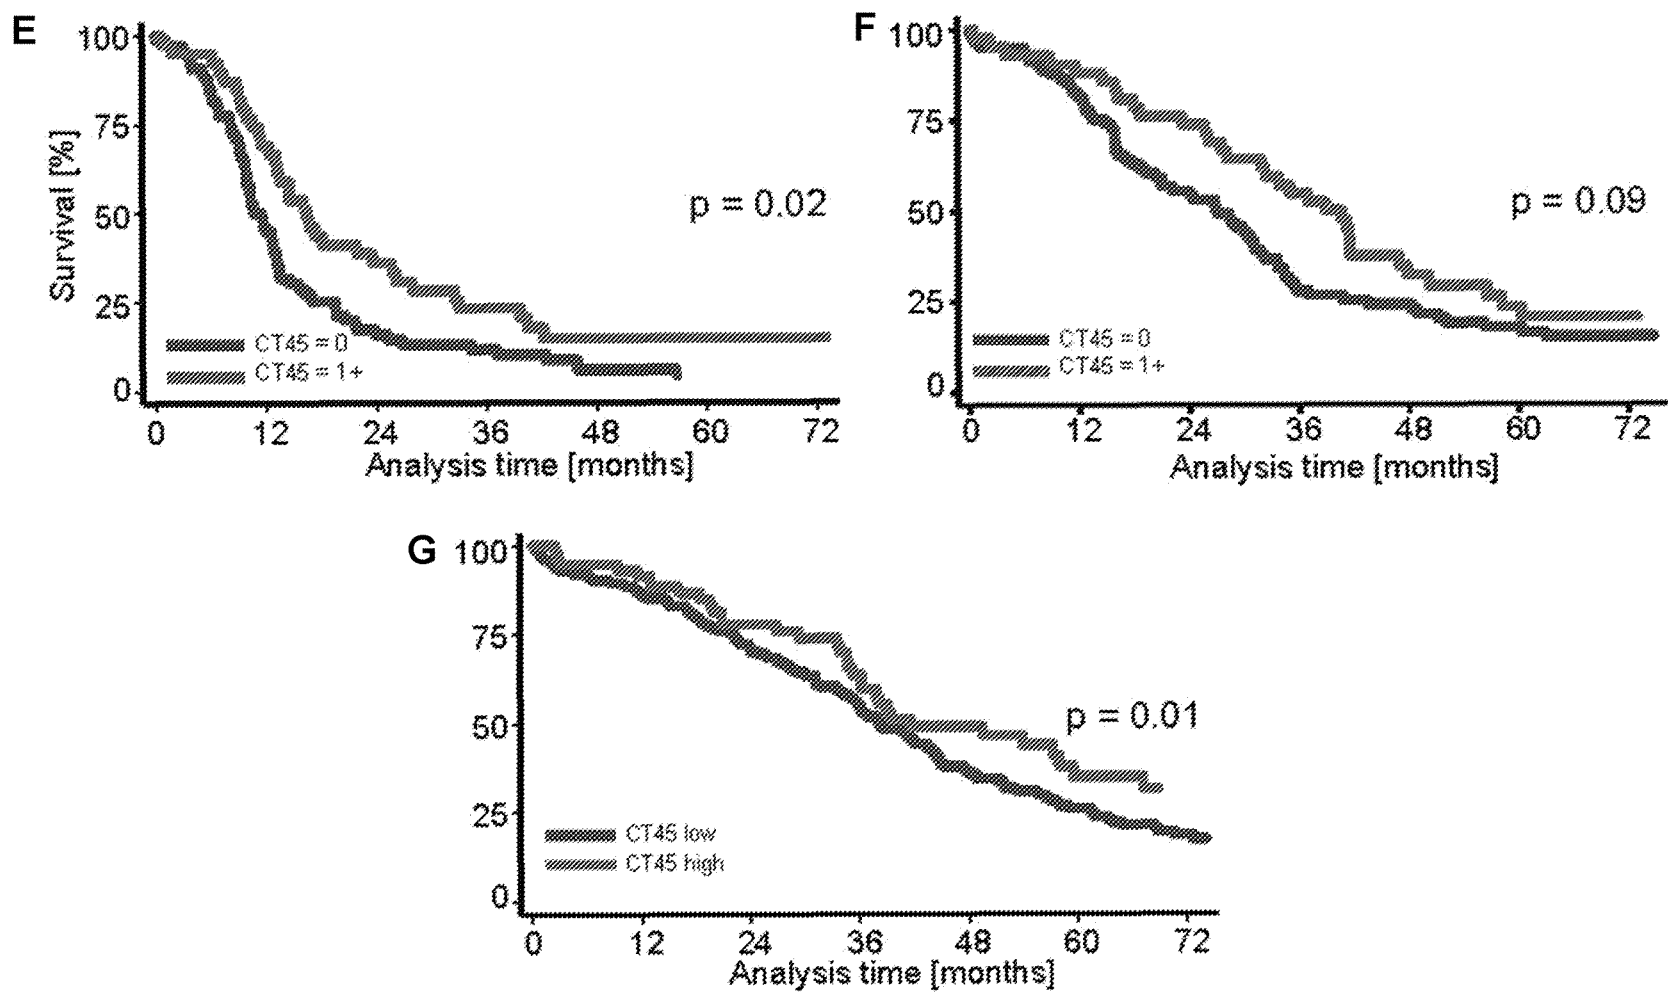 E
100
75
50
25
0
Survival [%]
p = 0.02
CT45 = 0
CT45 = 1+
0 12 24 36 48 60 72
Analysis time [months]
F
100
75
50
25
0
p = 0.09
CT45 = 0
CT45 = 1+
0 12 24 36 48 60 72
Analysis time [months]
G
100
75
50
25
0
p = 0.01
CT45 low
CT45 high
0 12 24 36 48 60 72
Analysis time [months]